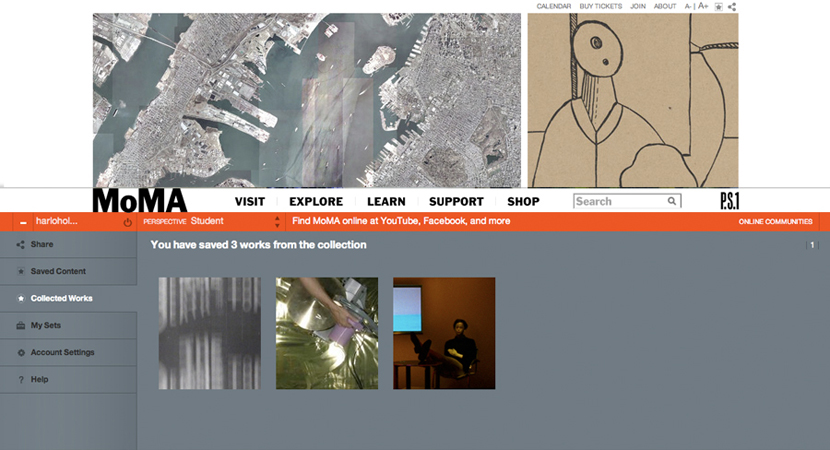 CALENDAR BUY TICKETS JOIN ABOUT A- | A+
MoMA VISIT EXPLORE LEARN SUPPORT SHOP Search P.S.1
harlohol... PERSPECTIVE Student Find MoMA online at YouTube, Facebook, and more ONLINE COMMUNITIES
Share
You have saved 3 works from the collection 1
Saved Content
Collected Works
My Sets
Account Settings
? Help